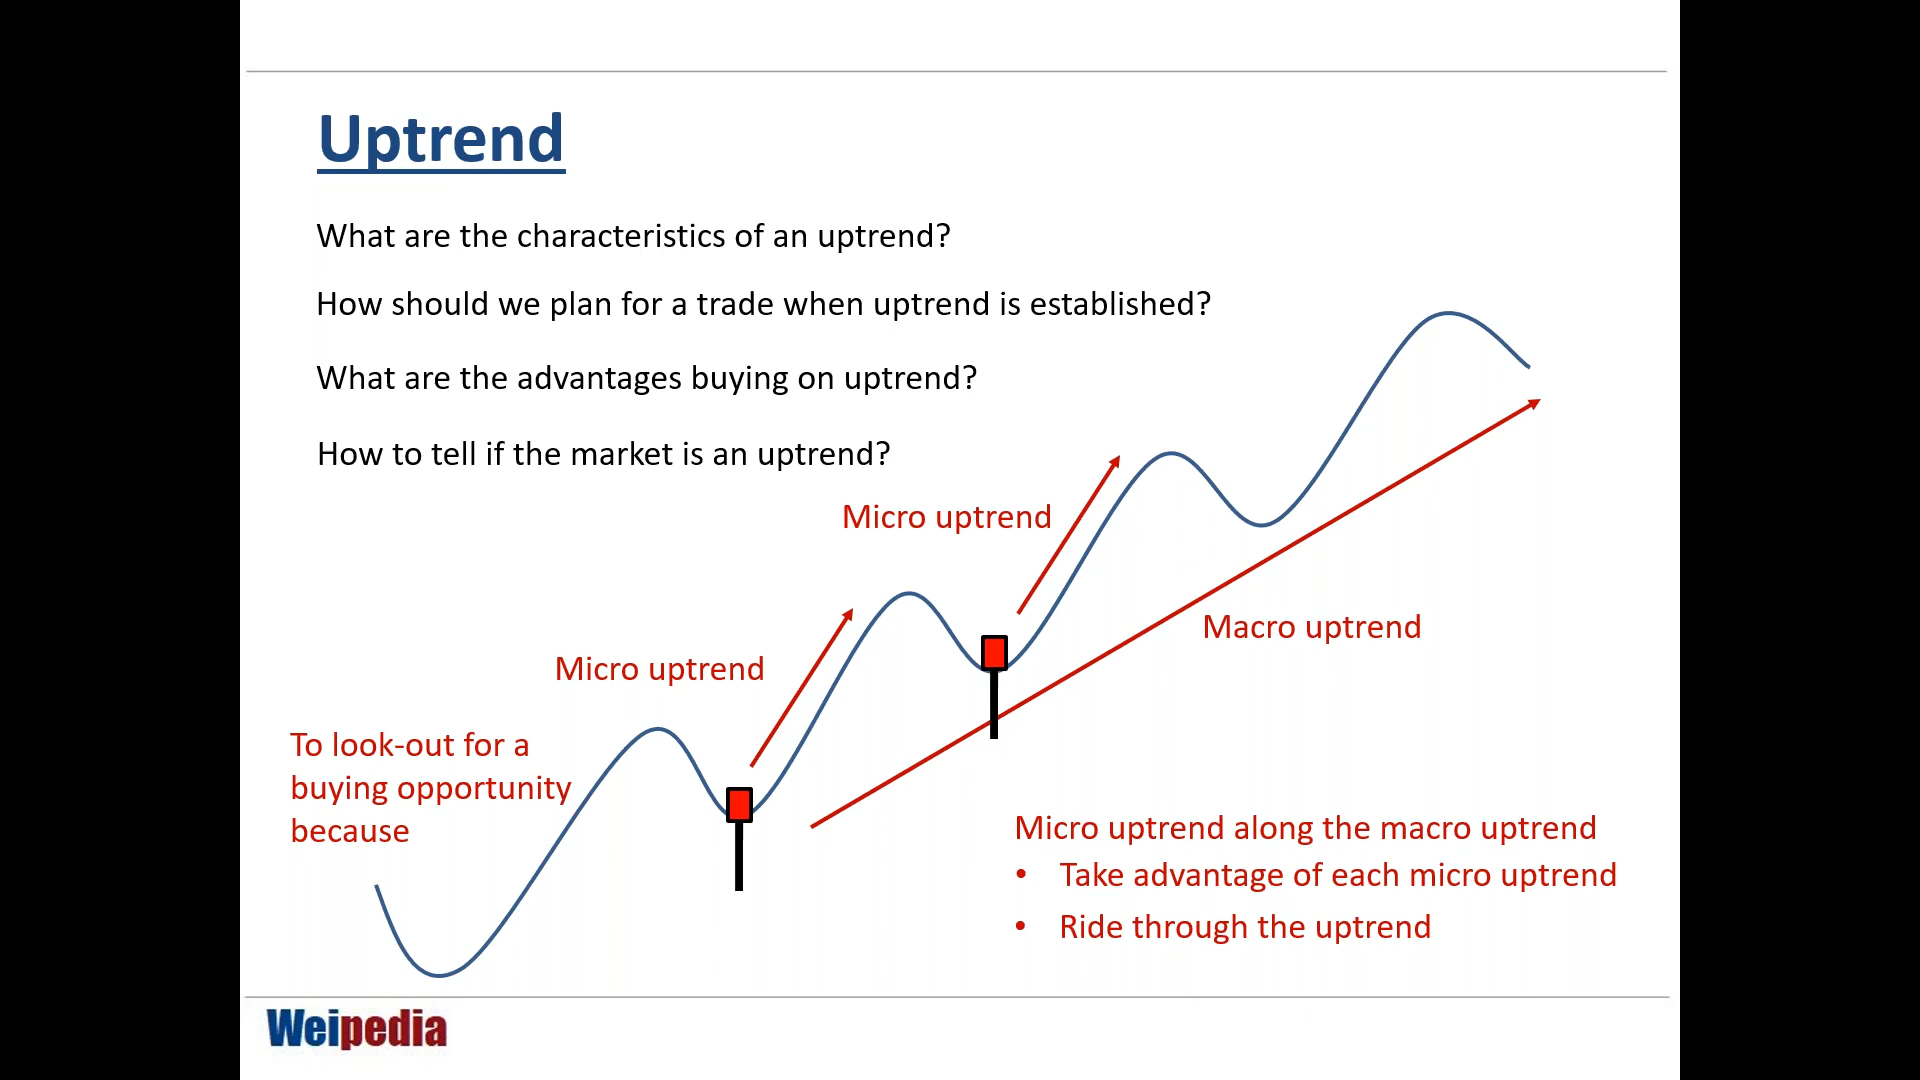 Uptrend
What are the characteristics of an uptrend?
How should we plan for a trade when uptrend is established?
What are the advantages buying on uptrend?
How to tell if the market is an uptrend?
Micro uptrend
Macro uptrend
Micro uptrend
To look-out for a
buying opportunity
because
Micro uptrend along the macro uptrend
• Take advantage of each micro uptrend
• Ride through the uptrend
Weipedia